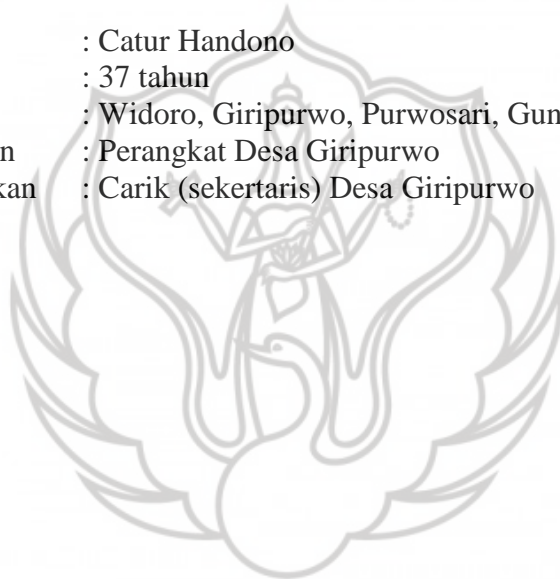 : Catur Handono
: 37 tahun
: Widoro, Giripurwo, Purwosari, Gun
n : Perangkat Desa Giripurwo
kan : Carik (sekertaris) Desa Giripurwo